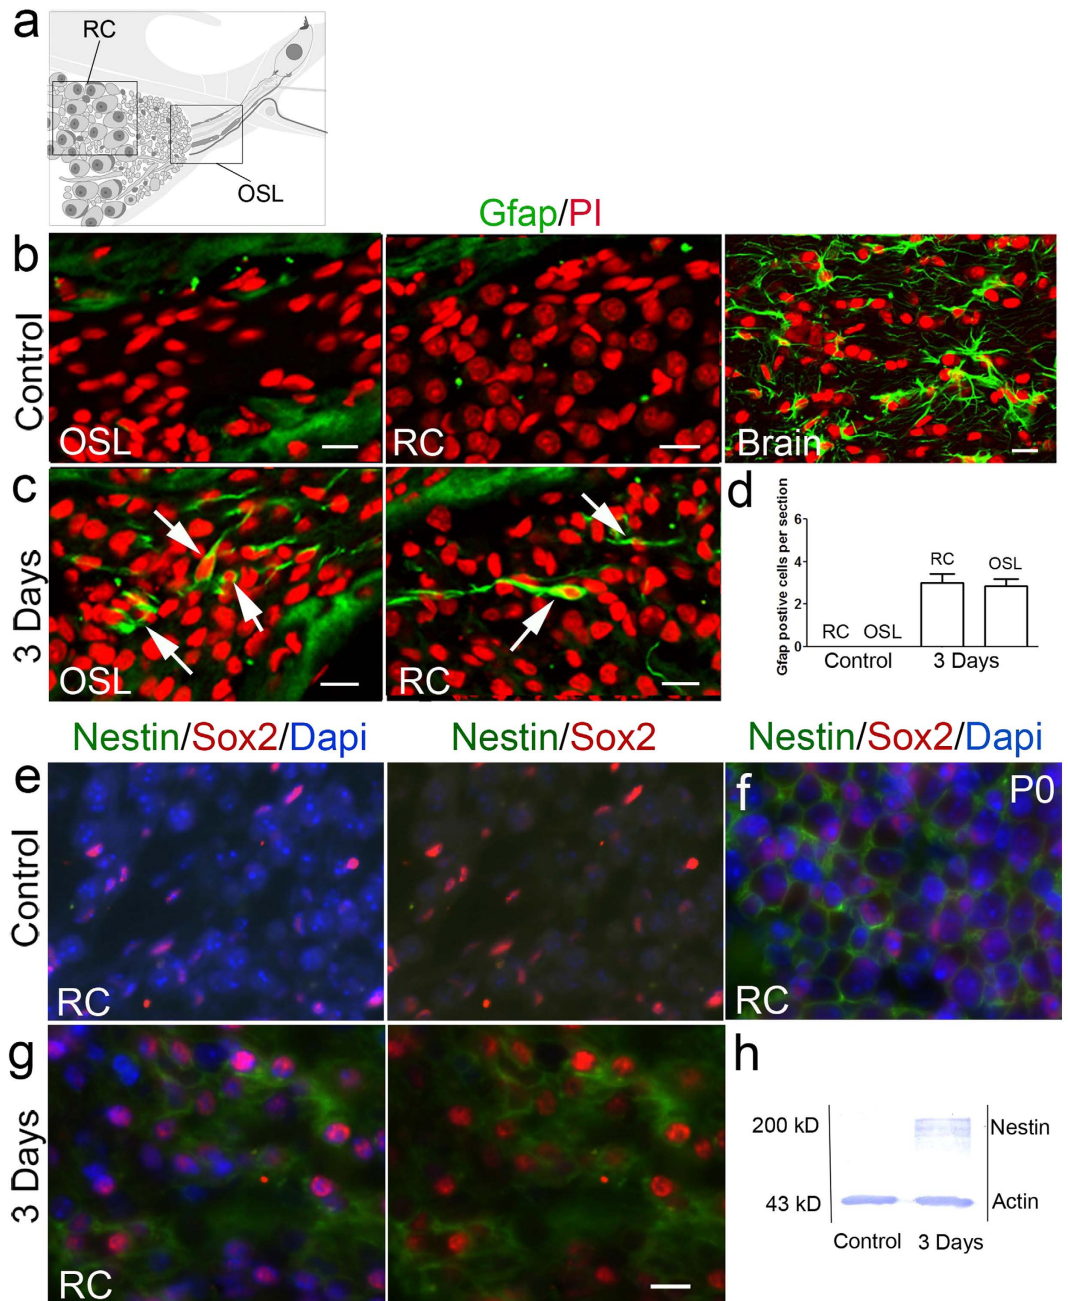 a
RC
OSL
Gfap/PI
b
Control
OSL
RC
Brain
c
3 Days
OSL
RC
d
Gfap postive cells per section
6
4
2
0
RC
OSL
RC OSL
Control
3 Days
Nestin/Sox2/Dapi
Nestin/Sox2
Nestin/Sox2/Dapi
e
Control
RC
f
P0
RC
g
3 Days
RC
h
200 kD
Nestin
43 kD
Actin
Control
3 Days